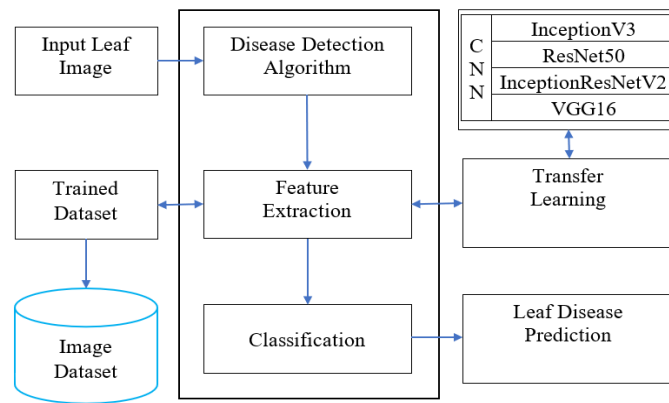 Input Leaf
Image
Disease Detection
Algorithm
C
N
N
InceptionV3
ResNet50
InceptionResNetV2
VGG16
Trained
Dataset
Feature
Extraction
Transfer
Learning
Image
Dataset
Classification
Leaf Disease
Prediction